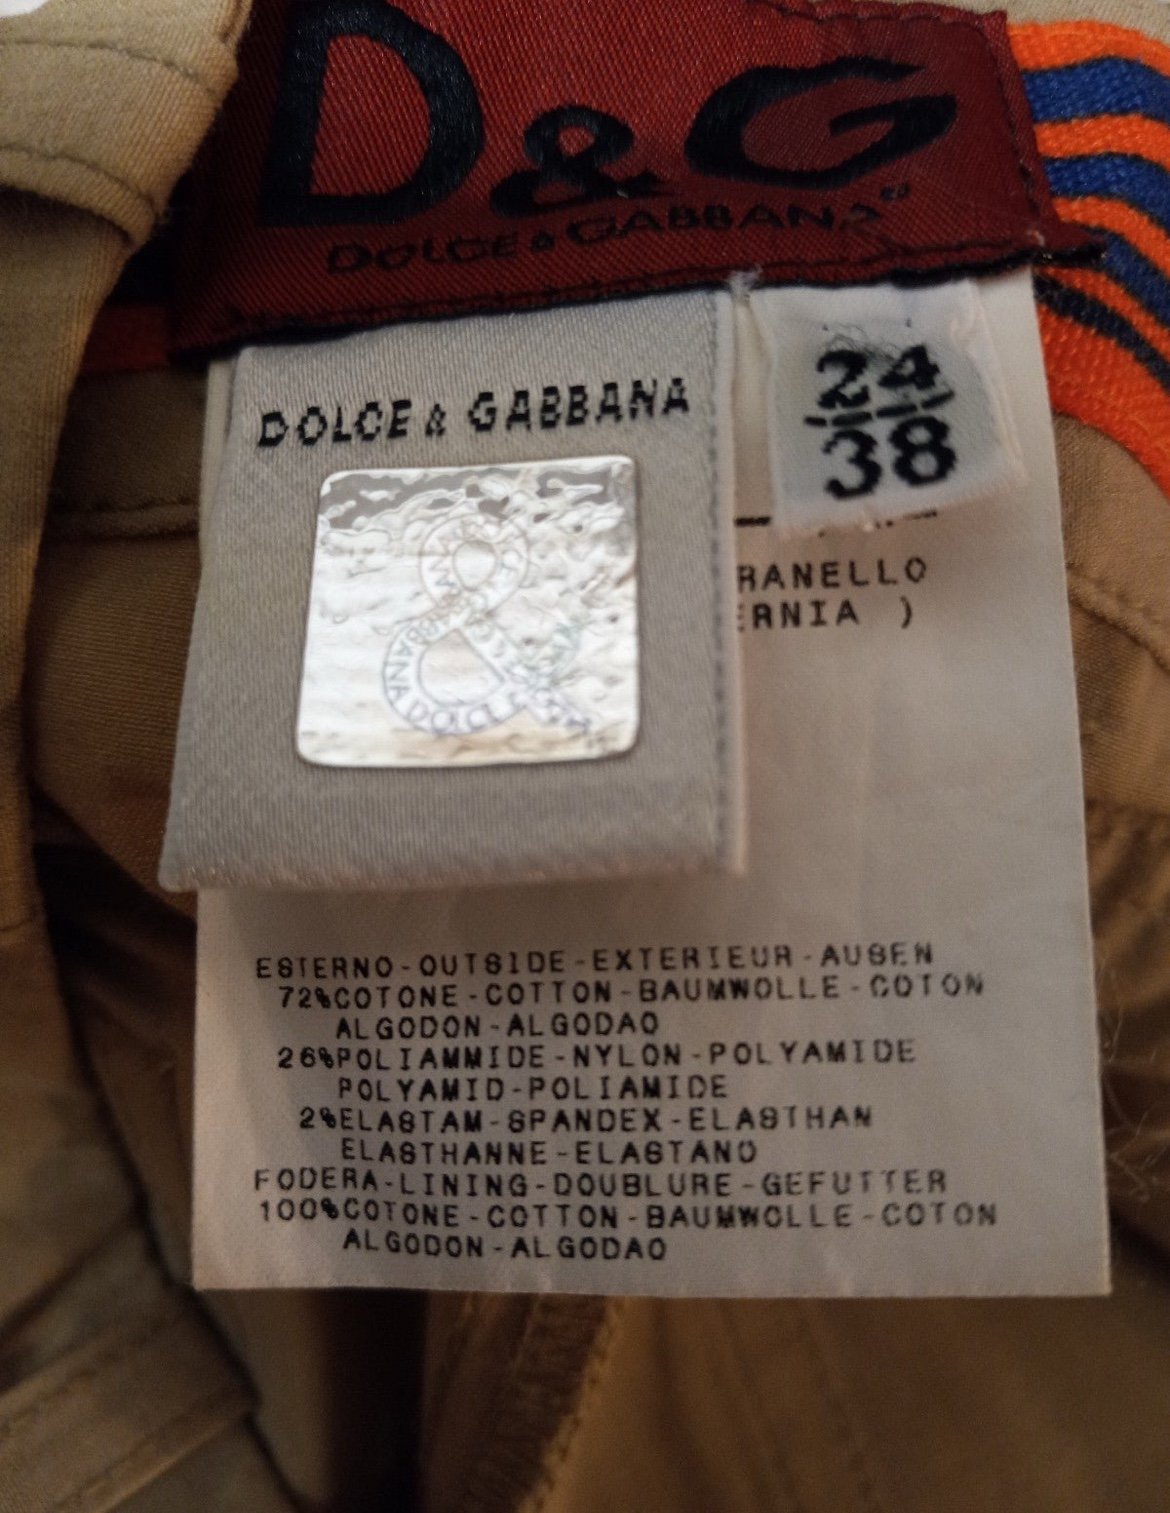 D&G
DOLCE & GABBANA
DOLCE & GABBANA
24
38
RANELLO
ERNIA )
ESTERNO-OUTSIDE-EXTERIEUR-AUSEN
72%COTONE-COTTON-BAUMWOLLE-COTON
ALGODON-ALGODAO
26%POLIAMMIDE-NYLON-POLYAMIDE
POLYAMID-POLIAMIDE
2%ELASTAM-SPANDEX-ELASTHAN
ELASTHANNE-ELASTANO
FODERA-LINING-DOUBLURE-GEFUTTER
100%COTONE-COTTON-BAUMWOLLE-COTON
ALGODON-ALGODAO